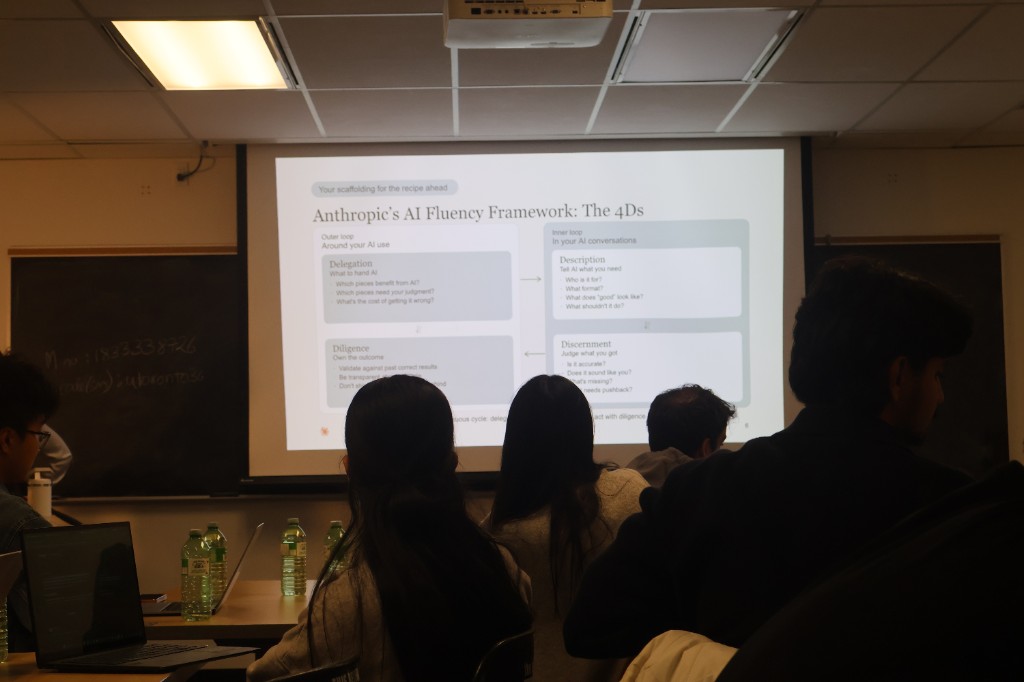 Your scaffolding for the recipe ahead
Anthropic's AI Fluency Framework: The 4Ds
Outer loop
Around your AI use
Delegation
What to hand AI
Which pieces benefit from AI?
Which pieces need your judgment?
What's the cost of getting it wrong?
Diligence
Own the outcome
Validate against past correct results
Be transparent
Inner loop
In your AI conversations
Description
Tell AI what you need
Who is it for?
What format?
What does "good" look like?
What shouldn't it do?
Discernment
Judge what you got
Is it accurate?
Does it sound like you?
What's missing?
needs pushback?
cycle:
act with diligence